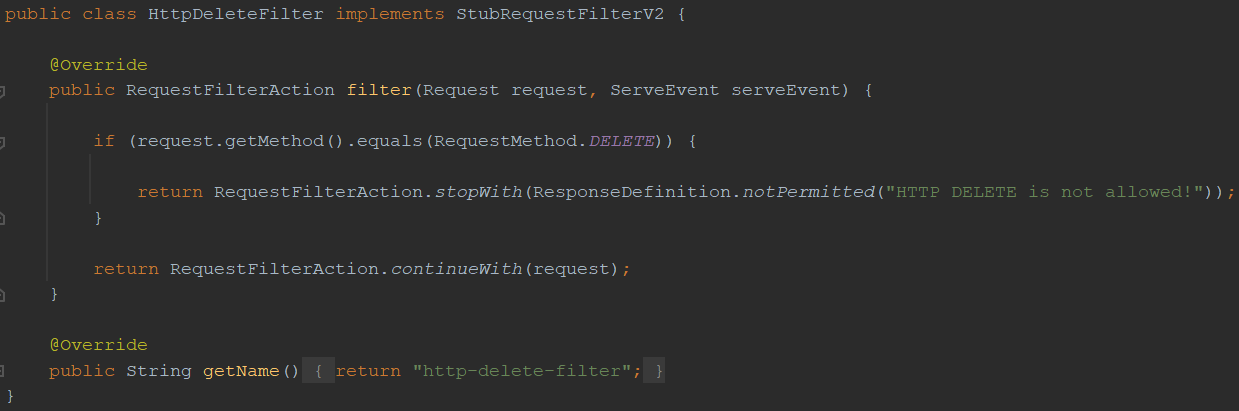 public class HttpDeleteFilter implements StubRequestFilterV2 {
@Override
public RequestFilterAction filter(Request request, ServeEvent serveEvent) {
if (request.getMethod().equals(RequestMethod.DELETE)) {
return RequestFilterAction.stopWith(ResponseDefinition.notPermitted("HTTP DELETE is not allowed!"));
}
return RequestFilterAction.continueWith(request);
}
@Override
public String getName() { return "http-delete-filter"; }
}